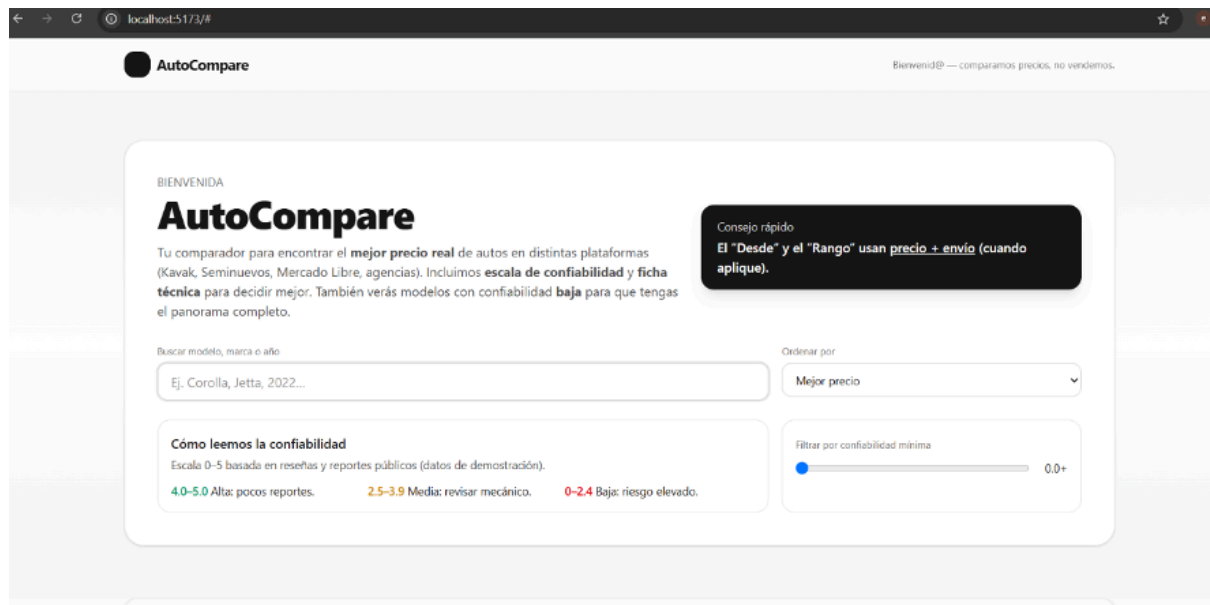 localhost:5173/#
AutoCompare
Bienvenid@ — comparamos precios, no vendemos.
BIENVENIDA
AutoCompare
Tu comparador para encontrar el mejor precio real de autos en distintas plataformas
(Kavak, Seminuevos, Mercado Libre, agencias). Incluimos escala de confiabilidad y ficha
técnica para decidir mejor. También verás modelos con confiabilidad baja para que tengas
el panorama completo.
Consejo rápido
El “Desde” y el “Rango” usan precio + envío (cuando
aplique).
Buscar modelo, marca o año
Ej. Corolla, Jetta, 2022...
Ordenar por
Mejor precio
Cómo leemos la confiabilidad
Escala 0–5 basada en reseñas y reportes públicos (datos de demostración).
4.0–5.0 Alta: pocos reportes. 2.5–3.9 Media: revisar mecánico. 0–2.4 Baja: riesgo elevado.
Filtrar por confiabilidad mínima
0.0+